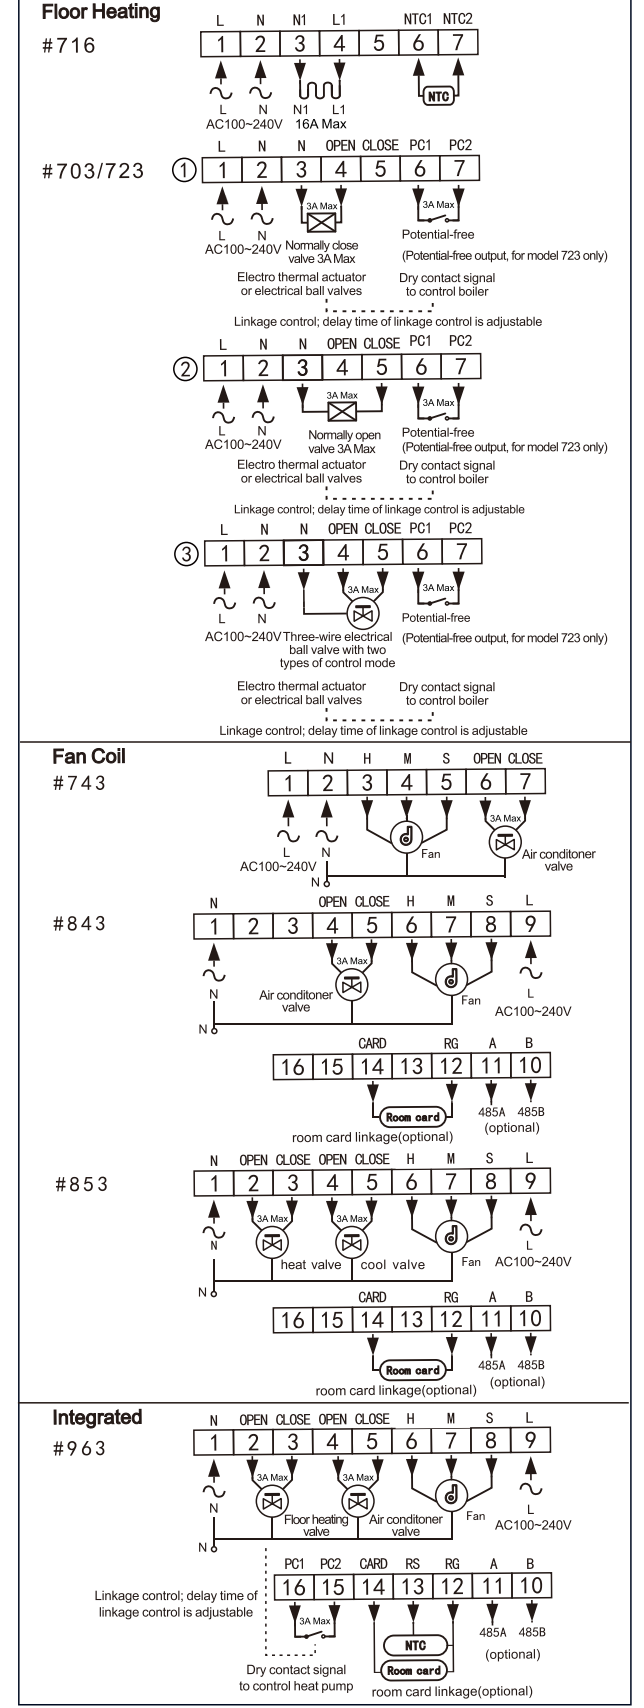 Floor Heating
#716
L N N1 L1 NTC1 NTC2
1 2 3 4 5 6 7
NTC
L N N1 L1
AC100~240V 16A Max
#703/723
L N N OPEN CLOSE PC1 PC2
① 1 2 3 4 5 6 7
3A Max 3A Max
L N
AC100~240V Normally close Potential-free
valve 3A Max (Potential-free output, for model 723 only)
Electro thermal actuator Dry contact signal
or electrical ball valves to control boiler
Linkage control; delay time of linkage control is adjustable
L N N OPEN CLOSE PC1 PC2
② 1 2 3 4 5 6 7
3A Max 3A Max
L N
AC100~240V Normally open Potential-free
valve 3A Max (Potential-free output, for model 723 only)
Electro thermal actuator Dry contact signal
or electrical ball valves to control boiler
Linkage control; delay time of linkage control is adjustable
L N N OPEN CLOSE PC1 PC2
③ 1 2 3 4 5 6 7
3A Max 3A Max
L N Potential-free
AC100~240V Three-wire electrical (Potential-free output, for model 723 only)
ball valve with two
types of control mode
Electro thermal actuator Dry contact signal
or electrical ball valves to control boiler
Linkage control; delay time of linkage control is adjustable
Fan Coil
#743
L N H M S OPEN CLOSE
1 2 3 4 5 6 7
3A Max
L N Fan Air conditoner
AC100~240V valve
N
#843
N OPEN CLOSE H M S L
1 2 3 4 5 6 7 8 9
3A Max
N Air conditoner Fan L
valve AC100~240V
N
CARD RG A B
16 15 14 13 12 11 10
Room card 485A 485B
room card linkage(optional) (optional)
#853
N OPEN CLOSE OPEN CLOSE H M S L
1 2 3 4 5 6 7 8 9
3A Max 3A Max
N L
heat valve cool valve Fan AC100~240V
N
CARD RG A B
16 15 14 13 12 11 10
Room card 485A 485B
room card linkage(optional) (optional)
Integrated
#963
N OPEN CLOSE OPEN CLOSE H M S L
1 2 3 4 5 6 7 8 9
3A Max 3A Max
N L
Floor heating Air conditoner Fan AC100~240V
valve valve
N
PC1 PC2 CARD RS RG A B
16 15 14 13 12 11 10
Linkage control; delay time of
linkage control is adjustable
3A Max 485A 485B
NTC (optional)
Room card
Dry contact signal
to control heat pump
room card linkage(optional)